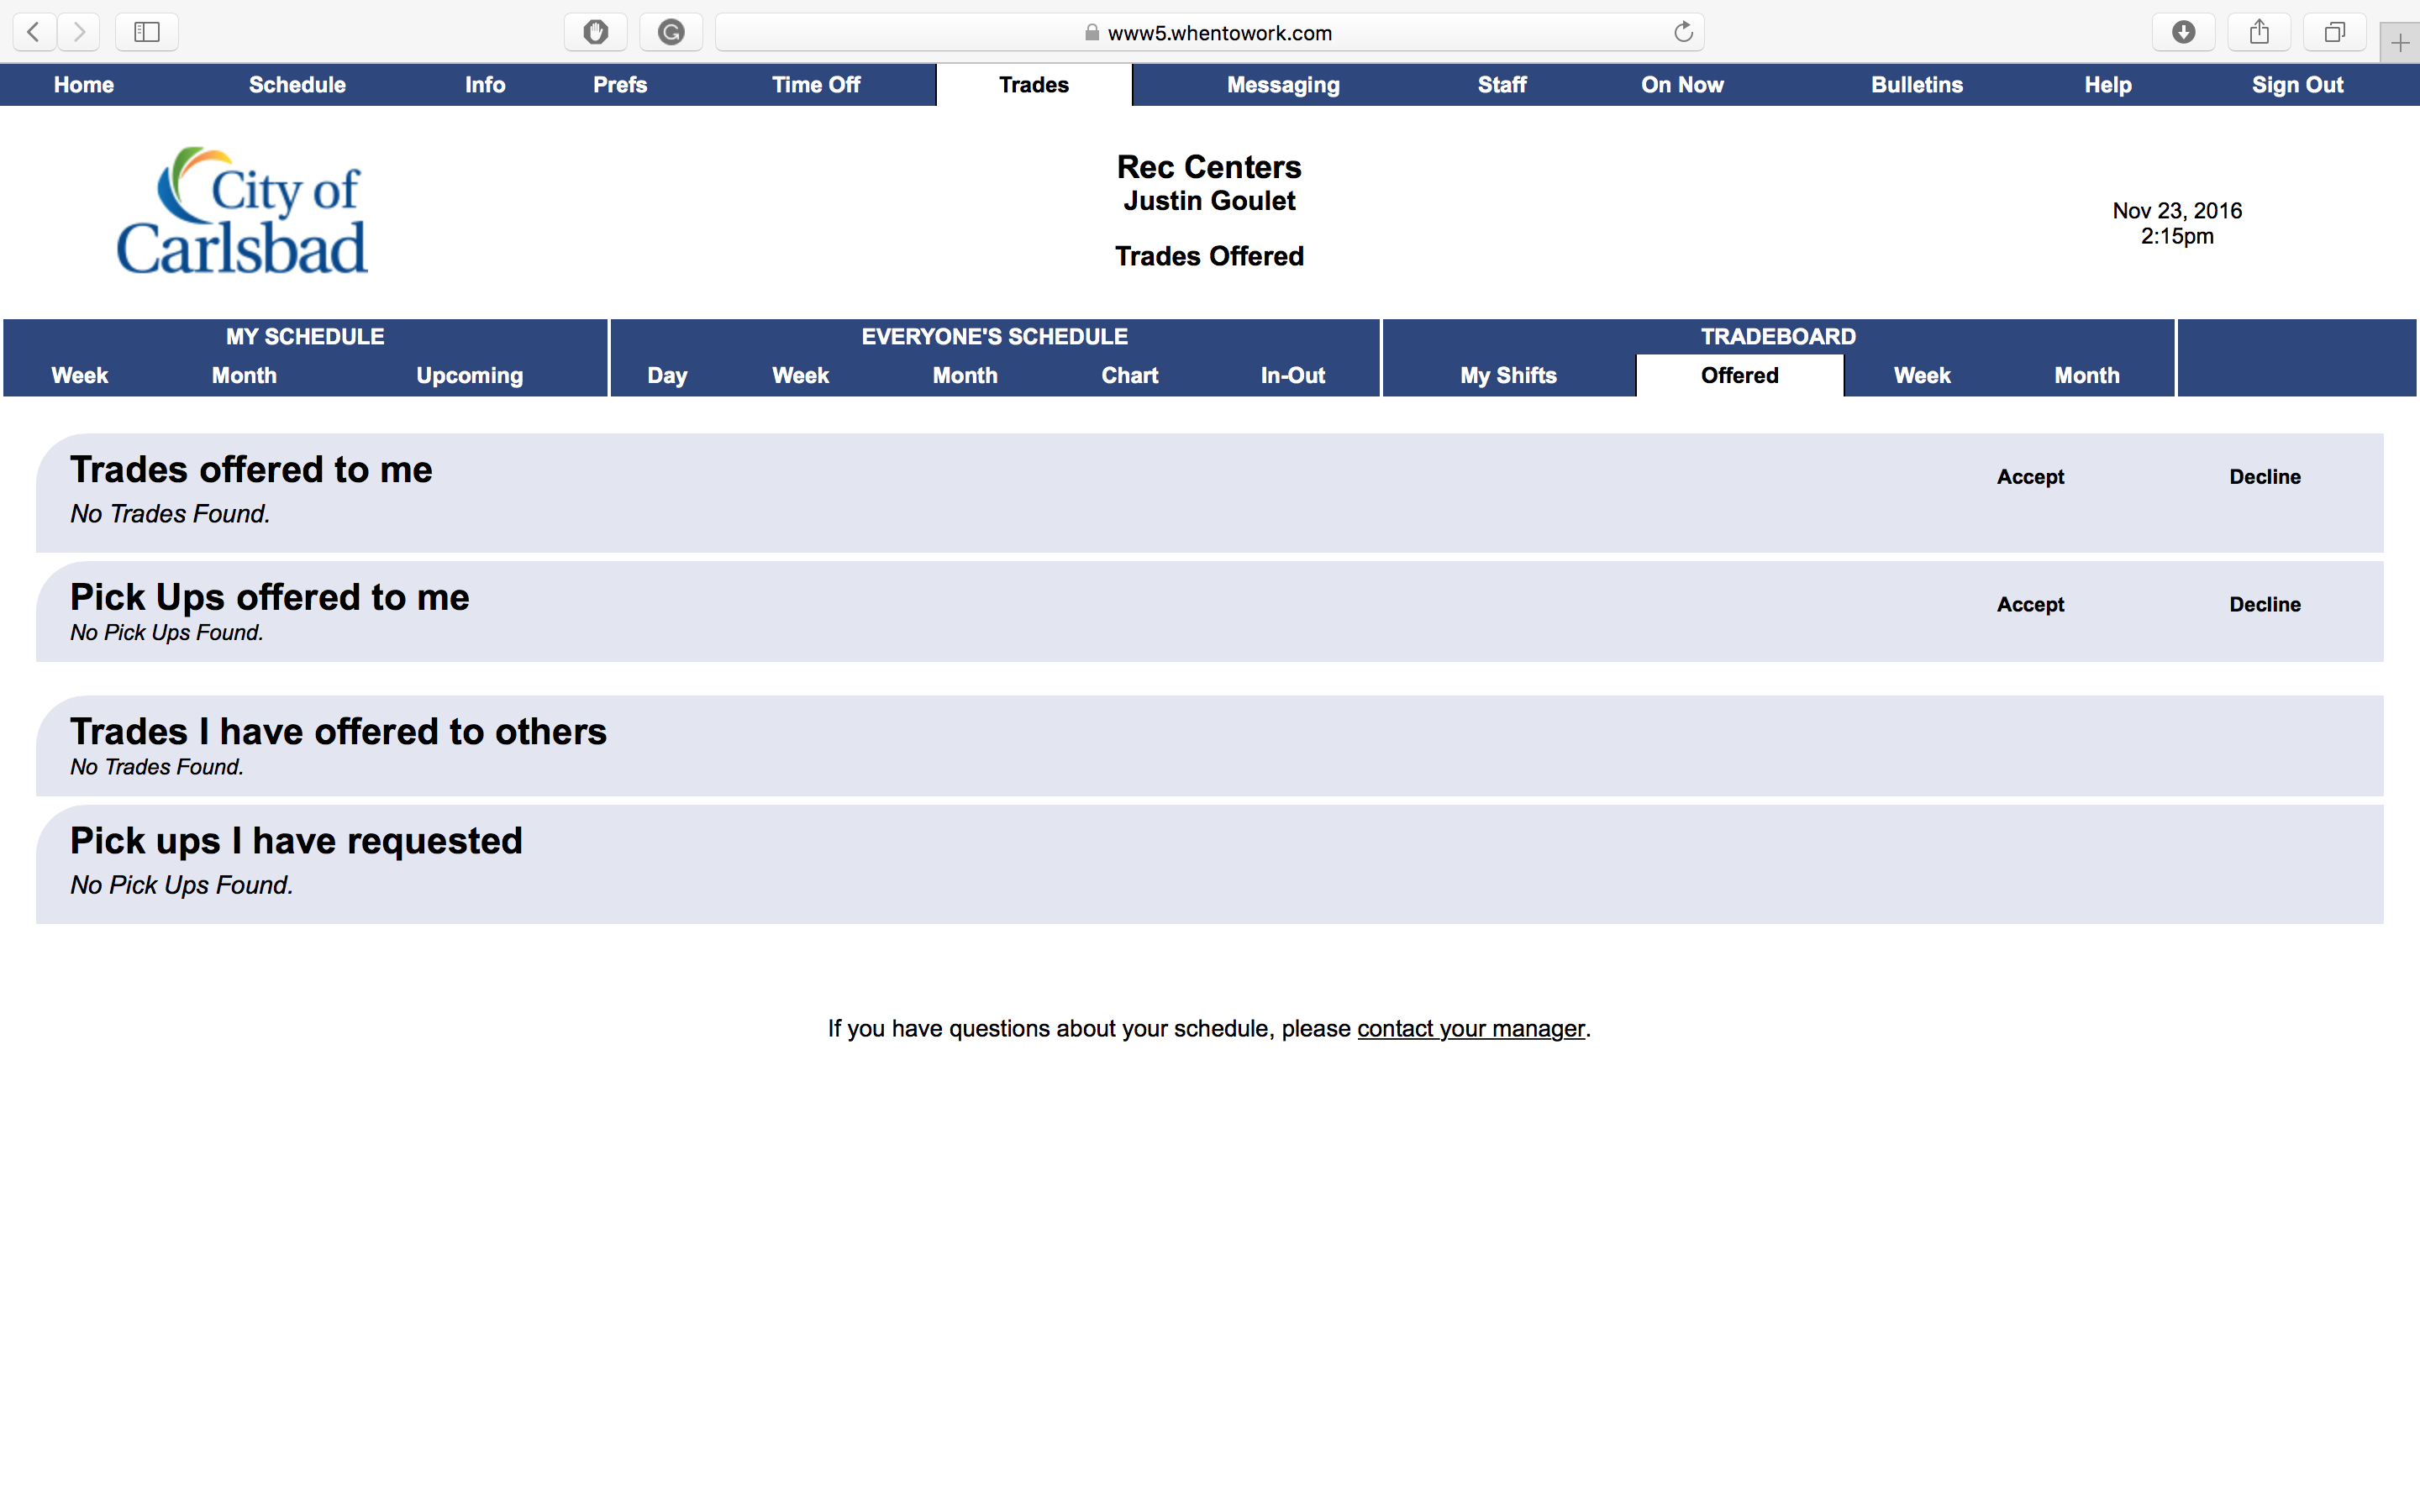 www5.whentowork.com
Home Schedule Info Prefs Time Off Trades Messaging Staff On Now Bulletins Help Sign Out
City of
Carlsbad
Rec Centers
Justin Goulet
Trades Offered
Nov 23, 2016
2:15pm
MY SCHEDULE EVERYONE'S SCHEDULE TRADEBOARD
Week Month Upcoming Day Week Month Chart In-Out My Shifts Offered Week Month
Trades offered to me Accept Decline
No Trades Found.
Pick Ups offered to me Accept Decline
No Pick Ups Found.
Trades I have offered to others
No Trades Found.
Pick ups I have requested
No Pick Ups Found.
If you have questions about your schedule, please contact your manager.